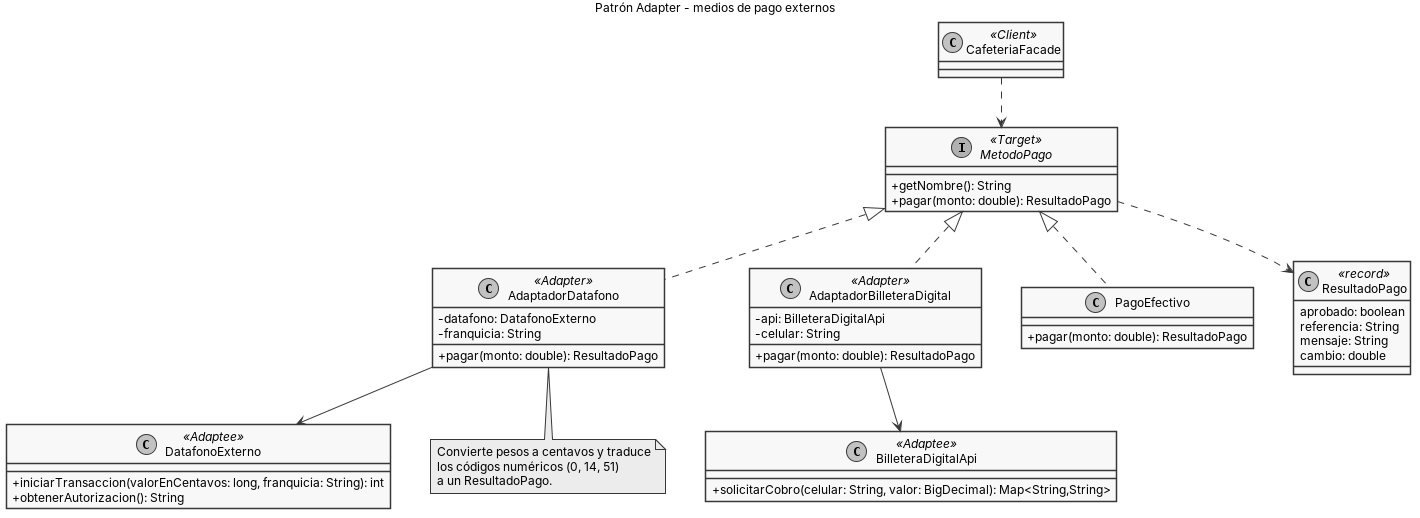 Patrón Adapter - medios de pago externos
«Client»
C CafeteriaFacade
«Target»
I MetodoPago
+getNombre(): String
+pagar(monto: double): ResultadoPago
«Adapter»
C AdaptadorDatafono
-datafono: DatafonoExterno
-franquicia: String
+pagar(monto: double): ResultadoPago
«Adapter»
C AdaptadorBilleteraDigital
-api: BilleteraDigitalApi
-celular: String
+pagar(monto: double): ResultadoPago
C PagoEfectivo
+pagar(monto: double): ResultadoPago
«record»
C ResultadoPago
aprobado: boolean
referencia: String
mensaje: String
cambio: double
«Adaptee»
C DatafonoExterno
+iniciarTransaccion(valorEnCentavos: long, franquicia: String): int
+obtenerAutorizacion(): String
Convierte pesos a centavos y traduce
los códigos numéricos (0, 14, 51)
a un ResultadoPago.
«Adaptee»
C BilleteraDigitalApi
+solicitarCobro(celular: String, valor: BigDecimal): Map<String,String>